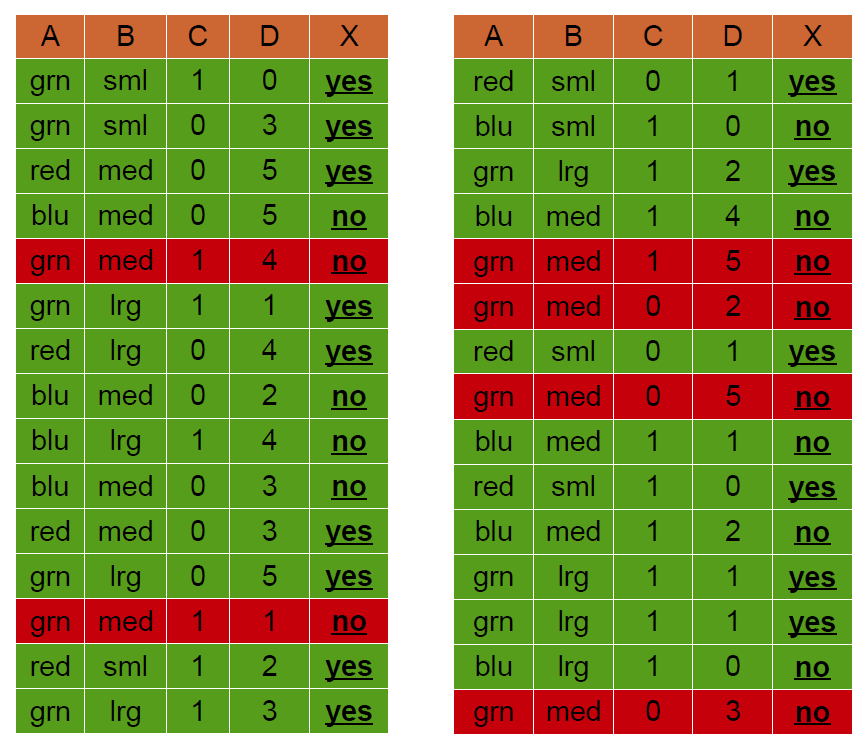 A B C D X
grn sml 1 0 yes
grn sml 0 3 yes
red med 0 5 yes
blu med 0 5 no
grn med 1 4 no
grn lrg 1 1 yes
red lrg 0 4 yes
blu med 0 2 no
blu lrg 1 4 no
blu med 0 3 no
red med 0 3 yes
grn lrg 0 5 yes
grn med 1 1 no
red sml 1 2 yes
grn lrg 1 3 yes
A B C D X
red sml 0 1 yes
blu sml 1 0 no
grn lrg 1 2 yes
blu med 1 4 no
grn med 1 5 no
grn med 0 2 no
red sml 0 1 yes
grn med 0 5 no
blu med 1 1 no
red sml 1 0 yes
blu med 1 2 no
grn lrg 1 1 yes
grn lrg 1 1 yes
blu lrg 1 0 no
grn med 0 3 no